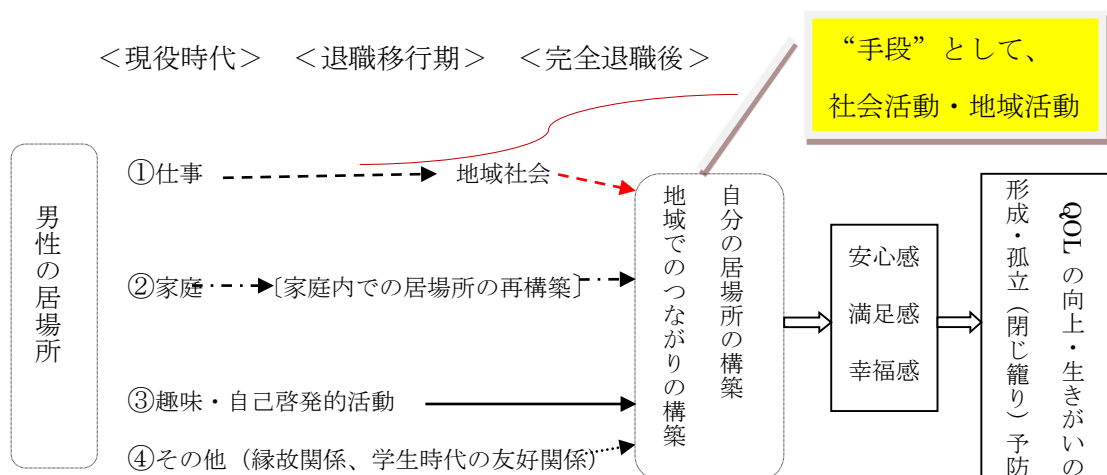 ＜現役時代＞　＜退職移行期＞　＜完全退職後＞
“手段”として、
社会活動・地域活動
男性の居場所
①仕事
地域社会
②家庭
〔家庭内での居場所の再構築〕
③趣味・自己啓発的活動
④その他（縁故関係、学生時代の友好関係）
自分の居場所の構築
地域でのつながりの構築
安心感
満足感
幸福感
QOLの向上・生きがいの
形成・孤立（閉じ籠り）予防